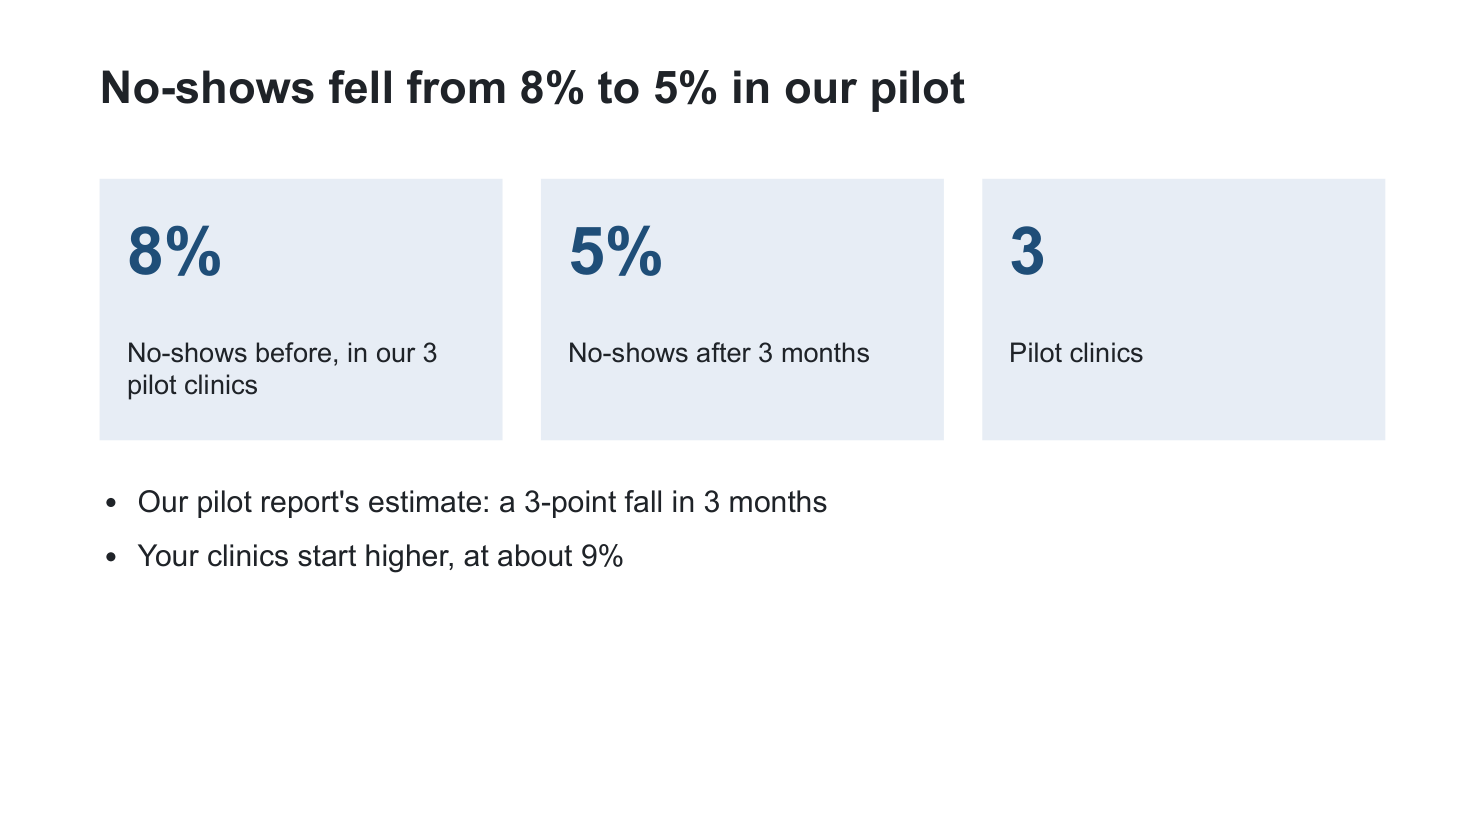 No-shows fell from 8% to 5% in our pilot
8%
No-shows before, in our 3
pilot clinics
5%
No-shows after 3 months
3
Pilot clinics
• Our pilot report's estimate: a 3-point fall in 3 months
• Your clinics start higher, at about 9%